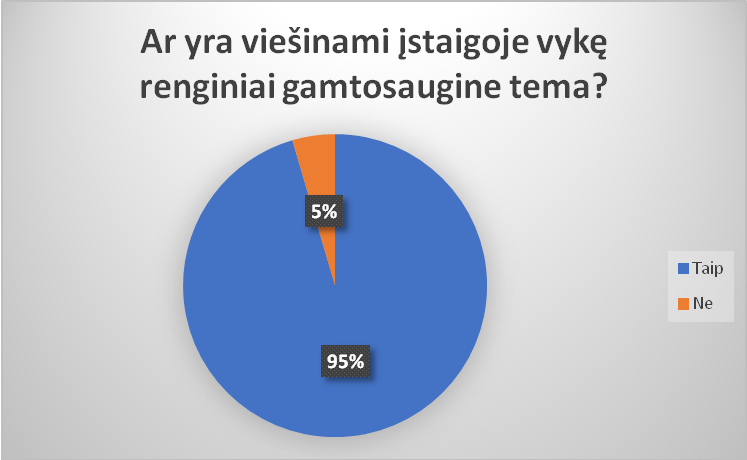 Ar yra viešinami įstaigoje vykę
renginiai gamtosaugine tema?
5%
95%
Taip
Ne